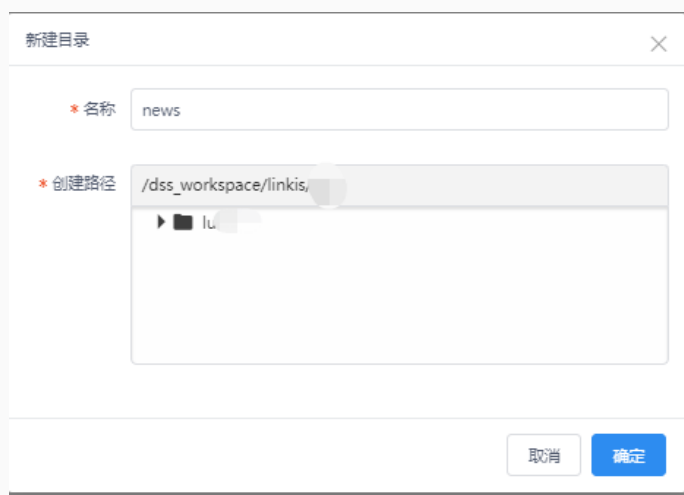 新建目录
* 名称 news
* 创建路径 /dss_workspace/linkis/
取消 确定